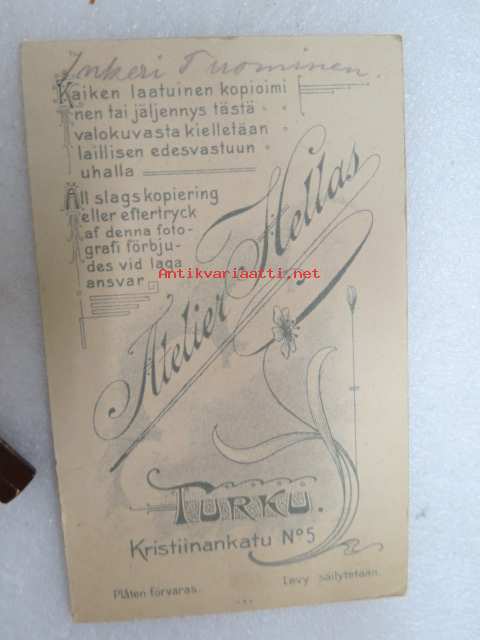 Inkeri Tuominen.
Kaiken laatuinen kopioimi
nen tai jäljennys tästä
valokuvasta kielletään
laillisen edesvastuun
uhalla
All slags kopiering
eller eftertryck
af denna foto-
grafi förbju-
des vid laga
ansvar
Atelier Hellas
Antikvariaatti.net
TURKU.
Kristiinankatu No 5
Plåten förvaras.
Levy säilytetään.